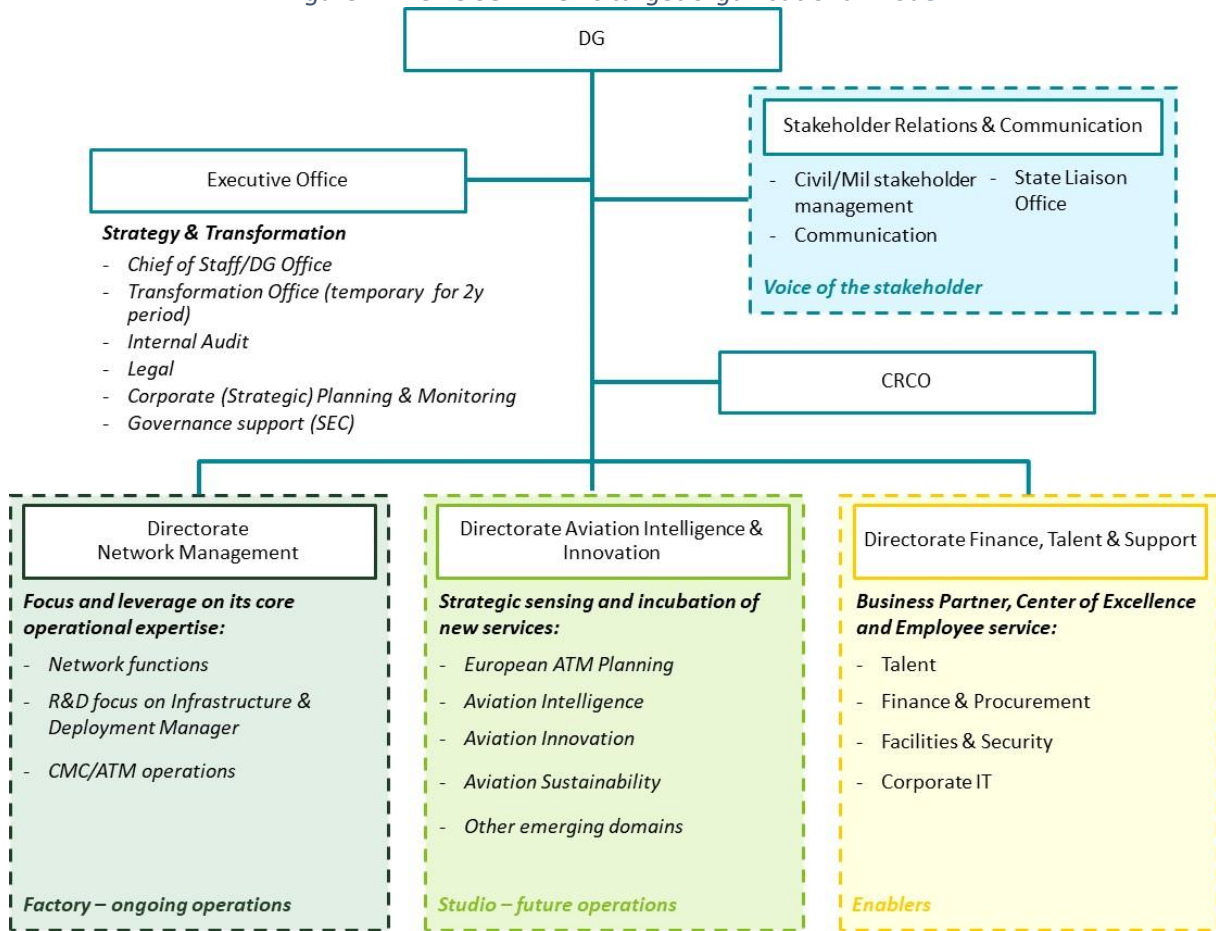 DG
Stakeholder Relations & Communication
- Civil/Mil stakeholder
management
- Communication
- State Liaison
Office
Voice of the stakeholder
Executive Office
Strategy & Transformation
- Chief of Staff/DG Office
- Transformation Office (temporary for 2y
period)
- Internal Audit
- Legal
- Corporate (Strategic) Planning & Monitoring
- Governance support (SEC)
CRCO
Directorate
Network Management
Focus and leverage on its core
operational expertise:
- Network functions
- R&D focus on Infrastructure &
Deployment Manager
- CMC/ATM operations
Factory – ongoing operations
Directorate Aviation Intelligence &
Innovation
Strategic sensing and incubation of
new services:
- European ATM Planning
- Aviation Intelligence
- Aviation Innovation
- Aviation Sustainability
- Other emerging domains
Studio – future operations
Directorate Finance, Talent & Support
Business Partner, Center of Excellence
and Employee service:
- Talent
- Finance & Procurement
- Facilities & Security
- Corporate IT
Enablers